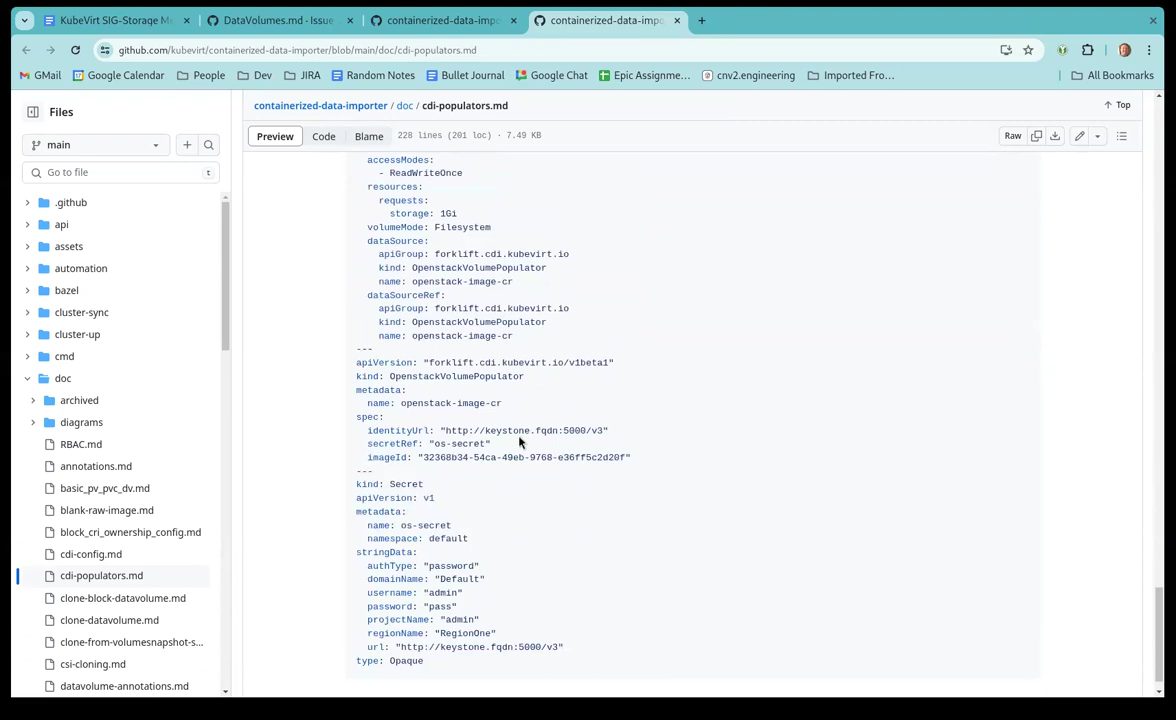 KubeVirt SIG-Storage M
DataVolumes.md · Issue
containerized-data-impo
containerized-data-impo
github.com/kubevirt/containerized-data-importer/blob/main/doc/cdi-populators.md
GMail
Google Calendar
People
Dev
JIRA
Random Notes
Bullet Journal
Google Chat
Epic Assignme...
cnv2.engineering
Imported Fro...
All Bookmarks
Files
main
Go to file
t
.github
api
assets
automation
bazel
cluster-sync
cluster-up
cmd
doc
archived
diagrams
RBAC.md
annotations.md
basic_pv_pvc_dv.md
blank-raw-image.md
block_cri_ownership_config.md
cdi-config.md
cdi-populators.md
clone-block-datavolume.md
clone-datavolume.md
clone-from-volumesnapshot-s...
csi-cloning.md
datavolume-annotations.md
containerized-data-importer / doc / cdi-populators.md
Top
Preview
Code
Blame
228 lines (201 loc) · 7.49 KB
Raw
accessModes:
- ReadWriteOnce
resources:
requests:
storage: 1Gi
volumeMode: Filesystem
dataSource:
apiGroup: forklift.cdi.kubevirt.io
kind: OpenstackVolumePopulator
name: openstack-image-cr
dataSourceRef:
apiGroup: forklift.cdi.kubevirt.io
kind: OpenstackVolumePopulator
name: openstack-image-cr
---
apiVersion: "forklift.cdi.kubevirt.io/v1beta1"
kind: OpenstackVolumePopulator
metadata:
name: openstack-image-cr
spec:
identityUrl: "http://keystone.fqdn:5000/v3"
secretRef: "os-secret"
imageId: "32368b34-54ca-49eb-9768-e36ff5c2d20f"
---
kind: Secret
apiVersion: v1
metadata:
name: os-secret
namespace: default
stringData:
authType: "password"
domainName: "Default"
username: "admin"
password: "pass"
projectName: "admin"
regionName: "RegionOne"
url: "http://keystone.fqdn:5000/v3"
type: Opaque